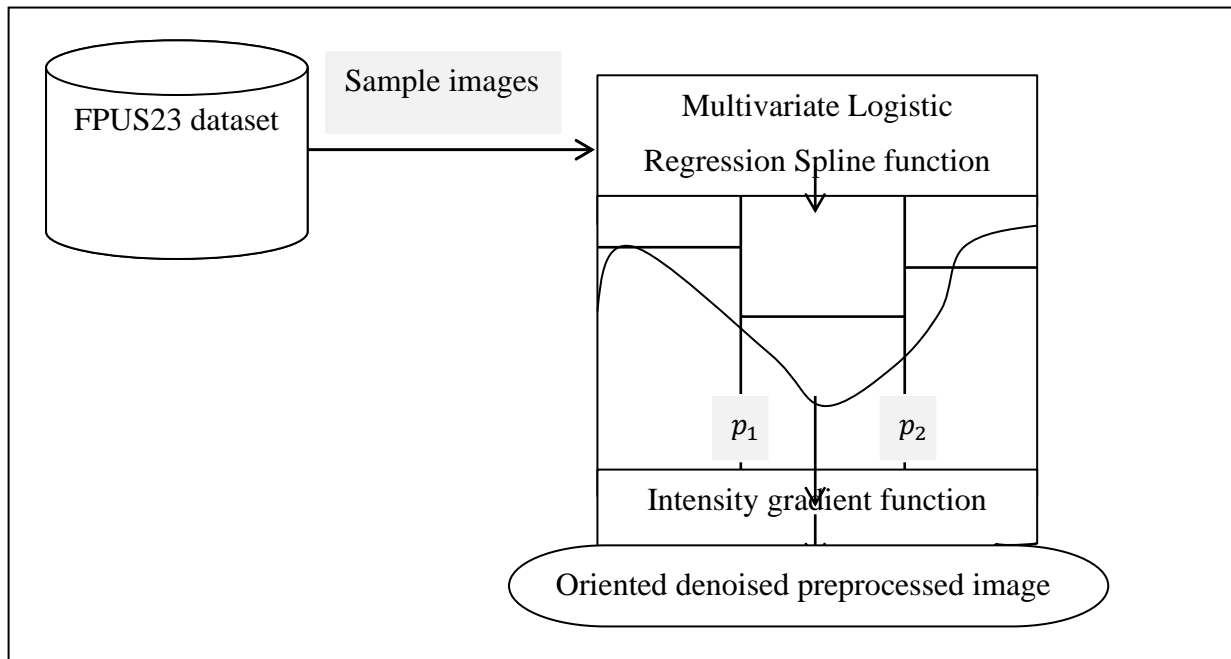 Sample images
FPUS23 dataset
Multivariate Logistic
Regression Spline function
p₁
p₂
Intensity gradient function
Oriented denoised preprocessed image